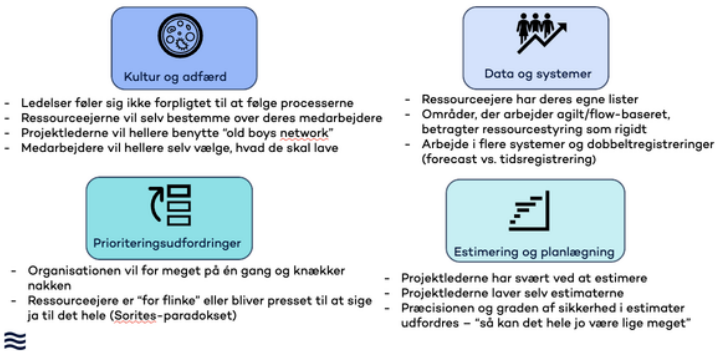 Kultur og adfærd
- Ledelser føler sig ikke forpligtet til at følge processerne
- Ressourceejerne vil selv bestemme over deres medarbejdere
- Projektlederne vil hellere benytte “old boys network”
- Medarbejdere vil hellere selv vælge, hvad de skal lave
Data og systemer
- Ressourceejere har deres egne lister
- Områder, der arbejder agilt/flow-baseret,
betragter ressourcestyring som rigidt
- Arbejde i flere systemer og dobbeltregistreringer
(forecast vs. tidsregistrering)
Prioriteringsudfordringer
- Organisationen vil for meget på én gang og knækker
nakken
- Ressourceejere er “for flinke” eller bliver presset til at sige
ja til det hele (Sorites-paradokset)
Estimering og planlægning
- Projektlederne har svært ved at estimere
- Projektlederne laver selv estimaterne
- Præcisionen og graden af sikkerhed i estimater
udfordres – “så kan det hele jo være lige meget”